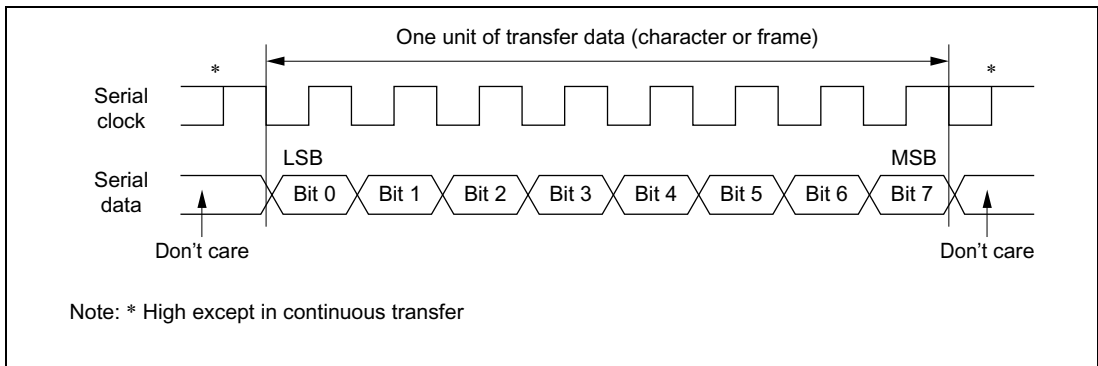 One unit of transfer data (character or frame)
* *
Serial
clock
LSB MSB
Serial
data
Bit 0 Bit 1 Bit 2 Bit 3 Bit 4 Bit 5 Bit 6 Bit 7
Don’t care Don’t care
Note: * High except in continuous transfer